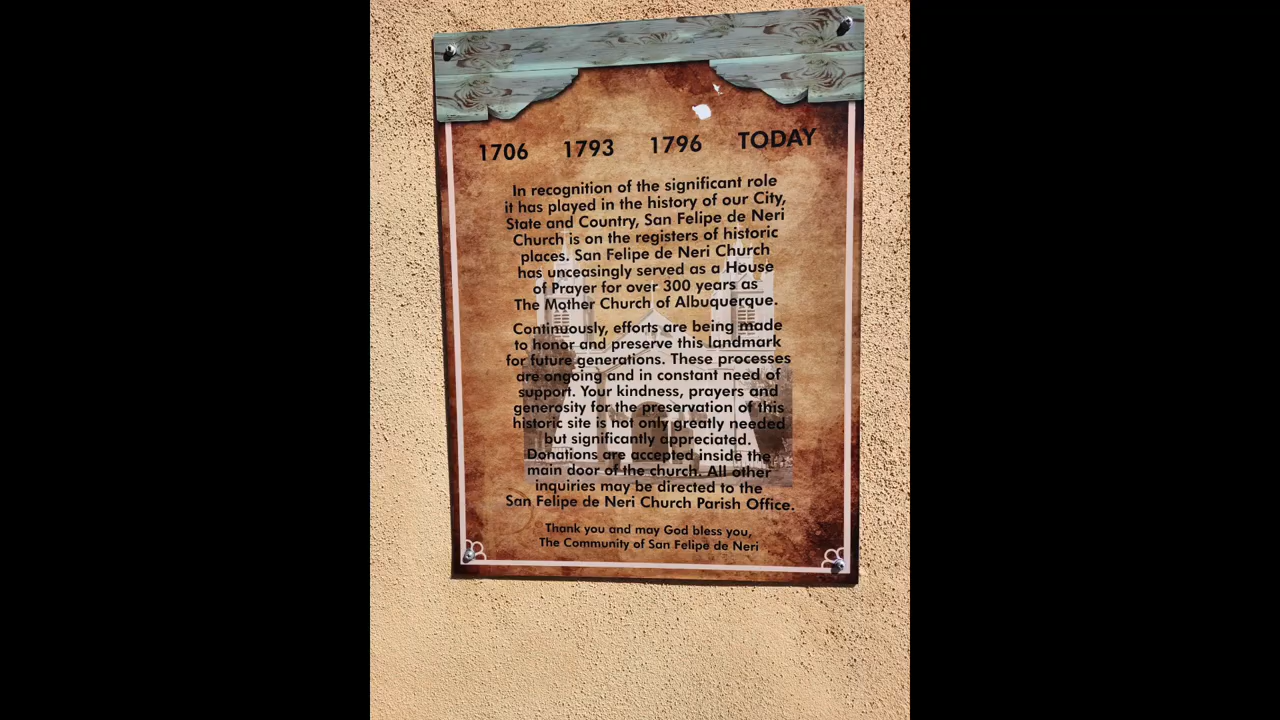 1706 1793 1796 TODAY
In recognition of the significant role
it has played in the history of our City,
State and Country, San Felipe de Neri
Church is on the registers of historic
places. San Felipe de Neri Church
has unceasingly served as a House
of Prayer for over 300 years as
The Mother Church of Albuquerque.
Continuously, efforts are being made
to honor and preserve this landmark
for future generations. These processes
are ongoing and in constant need of
support. Your kindness, prayers and
generosity for the preservation of this
historic site is not only greatly needed
but significantly appreciated.
Donations are accepted inside the
main door of the church. All other
inquiries may be directed to the
San Felipe de Neri Church Parish Office.
Thank you and may God bless you,
The Community of San Felipe de Neri